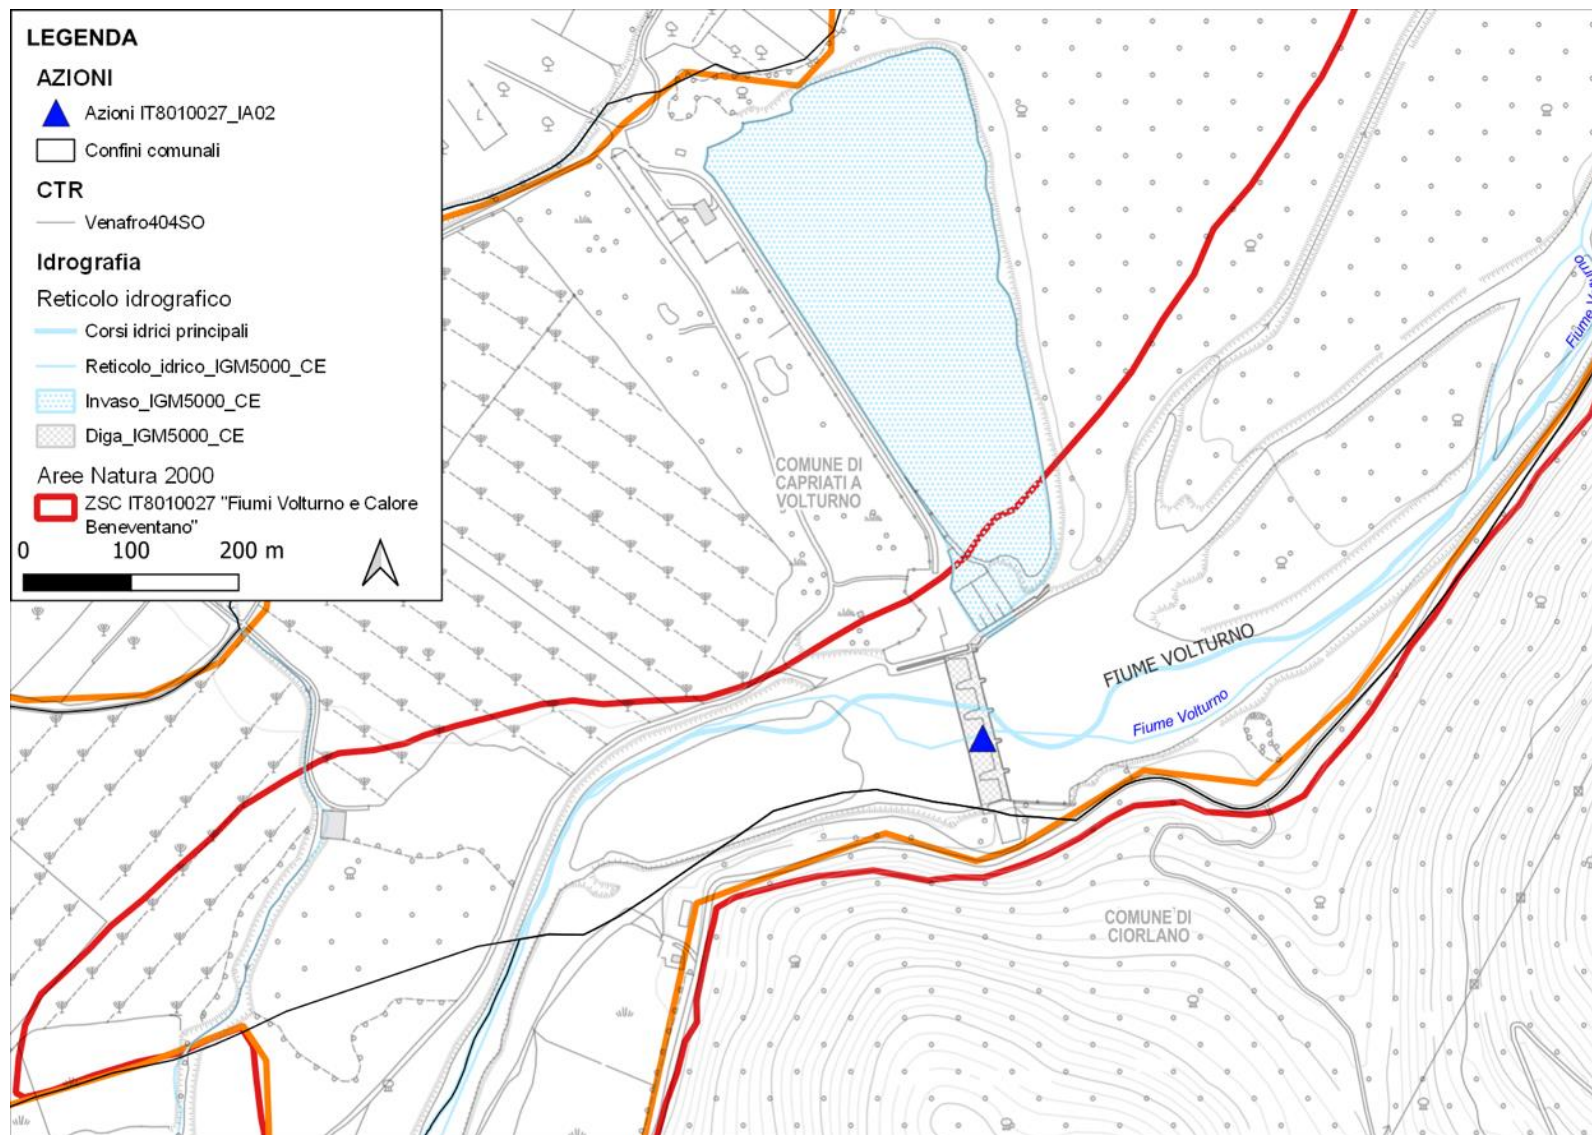 LEGENDA
AZIONI
Azioni IT8010027_IA02
Confini comunali
CTR
Venafro404SO
Idrografia
Reticolo idrografico
Corsi idrici principali
Reticolo_idrico_IGM5000_CE
Invaso_IGM5000_CE
Diga_IGM5000_CE
Aree Natura 2000
ZSC IT8010027 "Fiumi Volturno e Calore
Beneventano"
0 100 200 m
COMUNE DI
CAPRIATI A
VOLTURNO
FIUME VOLTURNO
Fiume Volturno
COMUNE DI
CIORLANO